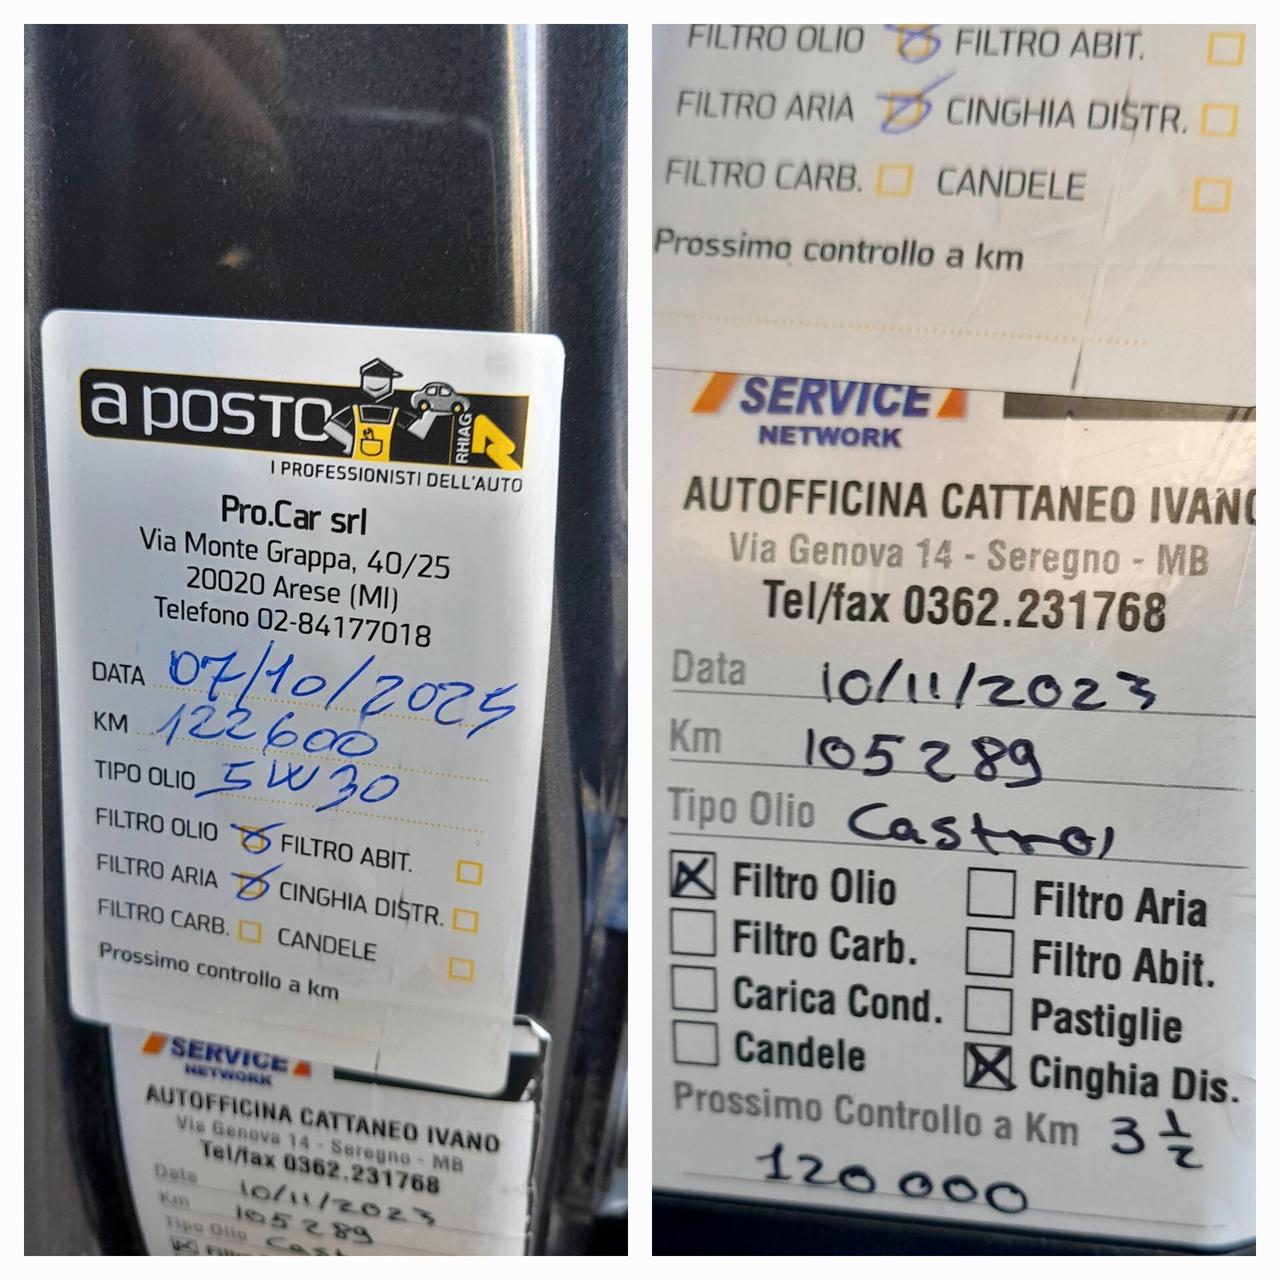 a posto
RHIAG
I PROFESSIONISTI DELL'AUTO
Pro.Car srl
Via Monte Grappa, 40/25
20020 Arese (MI)
Telefono 02-84177018
DATA 07/10/2025
KM 122600
TIPO OLIO 5W30
FILTRO OLIO FILTRO ABIT.
FILTRO ARIA CINGHIA DISTR.
FILTRO CARB. CANDELE
Prossimo controllo a km
SERVICE
NETWORK
AUTOFFICINA CATTANEO IVANO
Via Genova 14 - Seregno - MB
Tel/fax 0362.231768
Data 10/11/2023
Km 105289
Tipo Olio
FILTRO OLIO FILTRO ABIT.
FILTRO ARIA CINGHIA DISTR.
FILTRO CARB. CANDELE
Prossimo controllo a km
SERVICE
NETWORK
AUTOFFICINA CATTANEO IVANO
Via Genova 14 - Seregno - MB
Tel/fax 0362.231768
Data 10/11/2023
Km 105289
Tipo Olio Castrol
Filtro Olio Filtro Aria
Filtro Carb. Filtro Abit.
Carica Cond. Pastiglie
Candele Cinghia Dis.
Prossimo Controllo a Km 3 1/2
120000